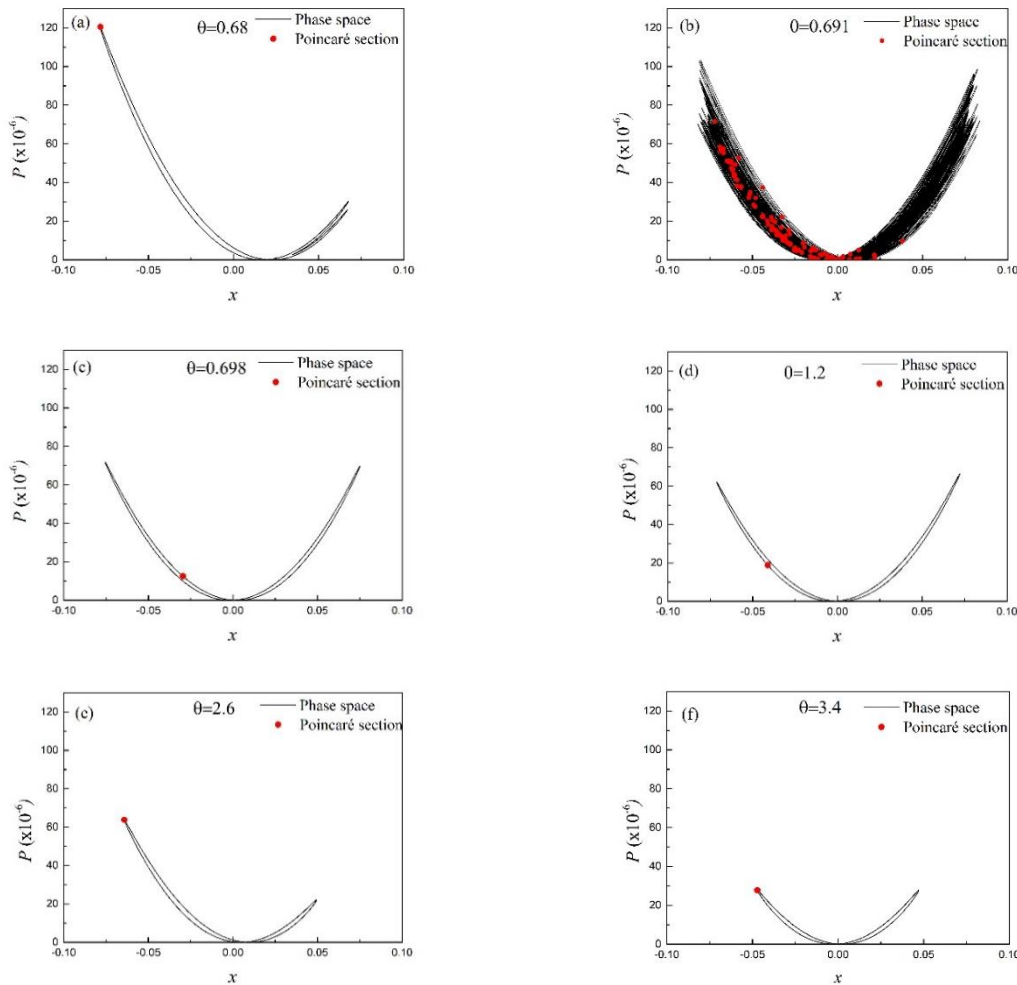 (a)
θ=0.68
Phase space
Poincaré section
120
100
80
60
40
20
0
P (x10⁻⁶)
-0.10
-0.05
0.00
0.05
0.10
x
(b)
0=0.691
Phase space
Poincaré section
120
100
80
60
40
20
0
P (x10⁻⁶)
-0.10
-0.05
0.00
0.05
0.10
x
(c)
θ=0.698
Phase space
Poincaré section
120
100
80
60
40
20
0
P (x10⁻⁶)
-0.10
-0.05
0.00
0.05
0.10
x
(d)
0=1.2
Phase space
Poincaré section
120
100
80
60
40
20
0
P (x10⁻⁶)
-0.10
-0.05
0.00
0.05
0.10
x
(e)
θ=2.6
Phase space
Poincaré section
120
100
80
60
40
20
0
P (x10⁻⁶)
-0.10
-0.05
0.00
0.05
0.10
x
(f)
θ=3.4
Phase space
Poincaré section
120
100
80
60
40
20
0
P (x10⁻⁶)
-0.10
-0.05
0.00
0.05
0.10
x